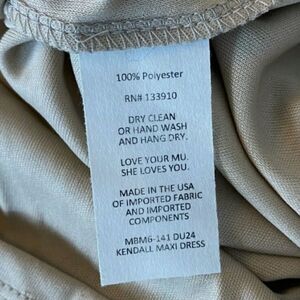 100% Polyester
RN# 133910
DRY CLEAN
OR HAND WASH
AND HANG DRY.
LOVE YOUR MU.
SHE LOVES YOU.
MADE IN THE USA
OF IMPORTED FABRIC
AND IMPORTED
COMPONENTS
MBM6-141 DU24
KENDALL MAXI DRESS